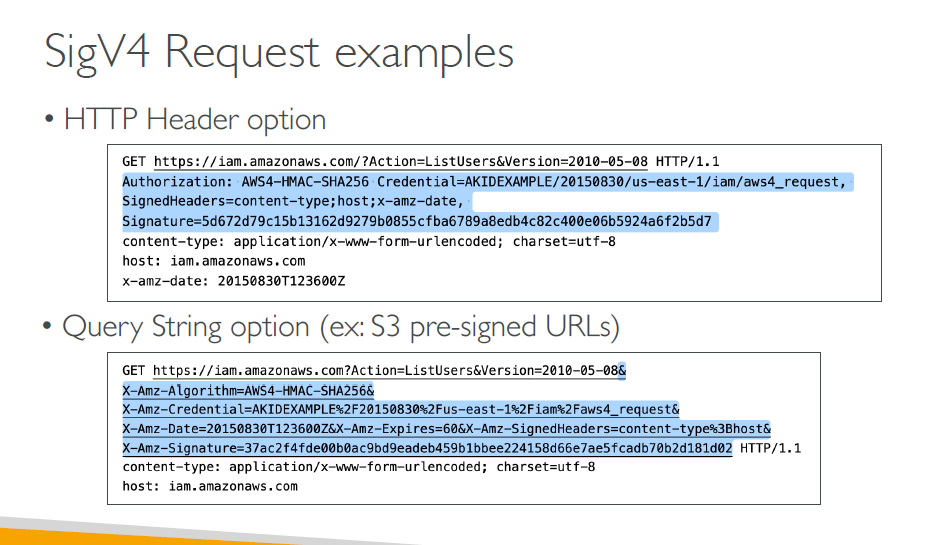 SigV4 Request examples
• HTTP Header option
GET https://iam.amazonaws.com/?Action=ListUsers&Version=2010-05-08 HTTP/1.1
Authorization: AWS4-HMAC-SHA256 Credential=AKIDEXAMPLE/20150830/us-east-1/iam/aws4_request,
SignedHeaders=content-type;host;x-amz-date,
Signature=5d672d79c15b13162d9279b0855cfba6789a8edb4c82c400e06b5924a6f2b5d7
content-type: application/x-www-form-urlencoded; charset=utf-8
host: iam.amazonaws.com
x-amz-date: 20150830T123600Z
• Query String option (ex: S3 pre-signed URLs)
GET https://iam.amazonaws.com?Action=ListUsers&Version=2010-05-08&
X-Amz-Algorithm=AWS4-HMAC-SHA256&
X-Amz-Credential=AKIDEXAMPLE%2F20150830%2Fus-east-1%2Fiam%2Faws4_request&
X-Amz-Date=20150830T123600Z&X-Amz-Expires=60&X-Amz-SignedHeaders=content-type%3Bhost&
X-Amz-Signature=37ac2f4fde00b0ac9bd9eadeb459b1bbee224158d66e7ae5fcadb70b2d181d02 HTTP/1.1
content-type: application/x-www-form-urlencoded; charset=utf-8
host: iam.amazonaws.com